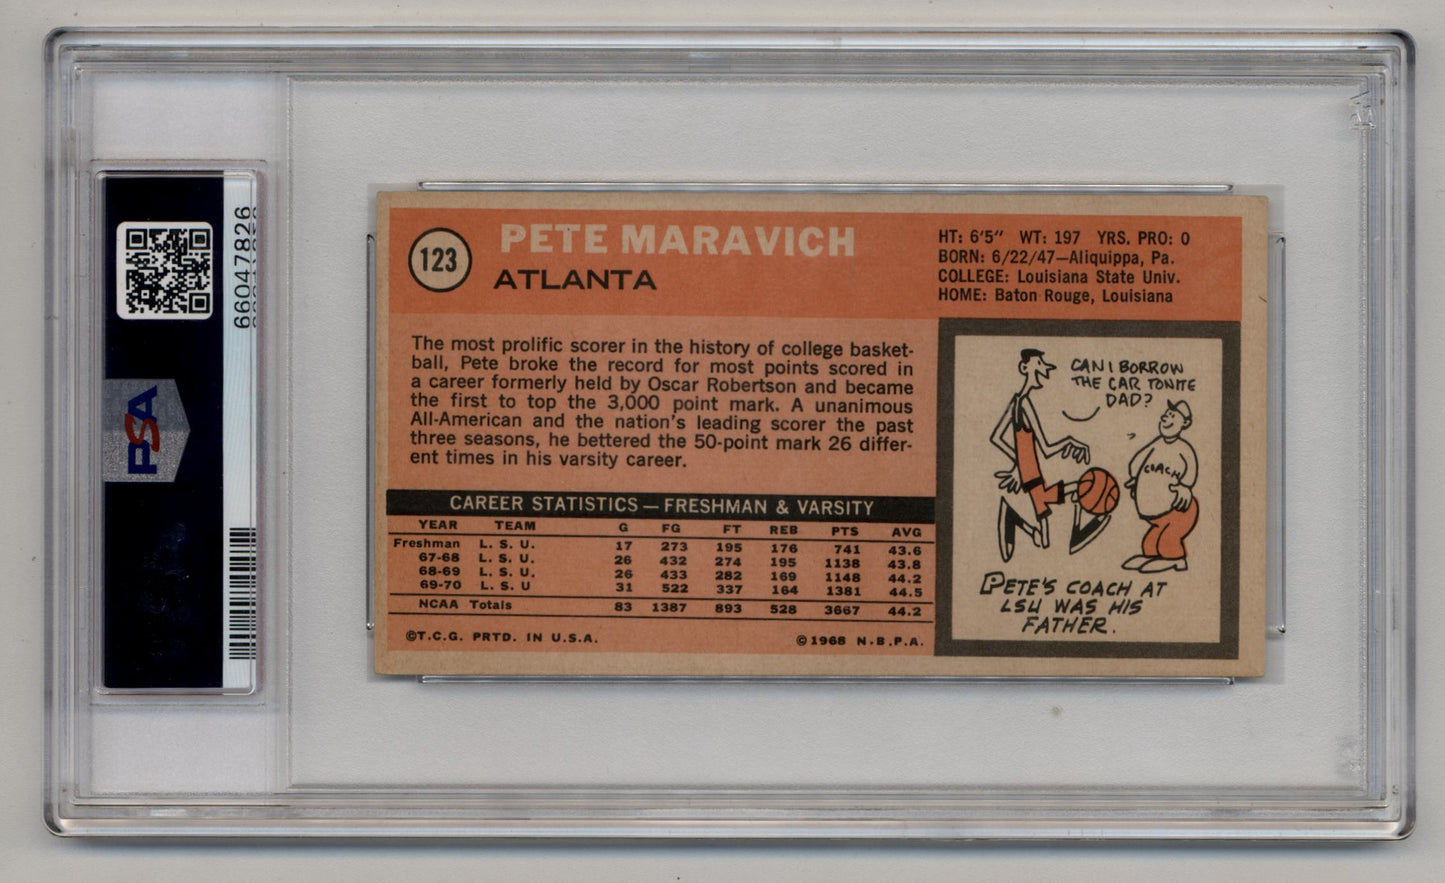 66047826
PSA
123
PETE MARAVICH
ATLANTA
HT: 6'5" WT: 197 YRS. PRO: 0
BORN: 6/22/47—Aliquippa, Pa.
COLLEGE: Louisiana State Univ.
HOME: Baton Rouge, Louisiana
The most prolific scorer in the history of college basket-
ball, Pete broke the record for most points scored in
a career formerly held by Oscar Robertson and became
the first to top the 3,000 point mark. A unanimous
All-American and the nation's leading scorer the past
three seasons, he bettered the 50-point mark 26 differ-
ent times in his varsity career.
CAREER STATISTICS — FRESHMAN & VARSITY
YEAR TEAM G FG FT REB PTS AVG
Freshman L. S. U. 17 273 195 176 741 43.6
67-68 L. S. U. 26 432 274 195 1138 43.8
68-69 L. S. U. 26 433 282 169 1148 44.2
69-70 L. S. U 31 522 337 164 1381 44.5
NCAA Totals 83 1387 893 528 3667 44.2
©T.C.G. PRTD. IN U.S.A. ©1968 N.B.P.A.
CAN I BORROW
THE CAR TONITE
DAD?
COACH
PETE'S COACH AT
LSU WAS HIS
FATHER.